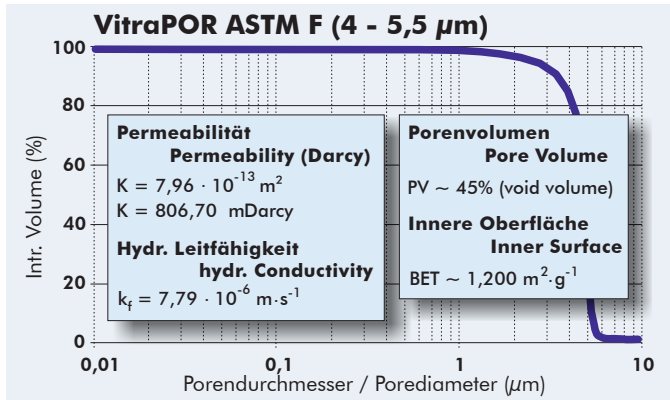 VitraPOR ASTM F (4 - 5,5 µm)
Intr. Volume (%)
100
80
60
40
20
0
Permeabilität
Permeability (Darcy)
K = 7,96 · 10⁻¹³ m²
K = 806,70 mDarcy
Hydr. Leitfähigkeit
hydr. Conductivity
k_f = 7,79 · 10⁻⁶ m·s⁻¹
Porenvolumen
Pore Volume
PV ~ 45% (void volume)
Innere Oberfläche
Inner Surface
BET ~ 1,200 m²·g⁻¹
0,01 0,1 1 10
Porendurchmesser / Porediameter (µm)